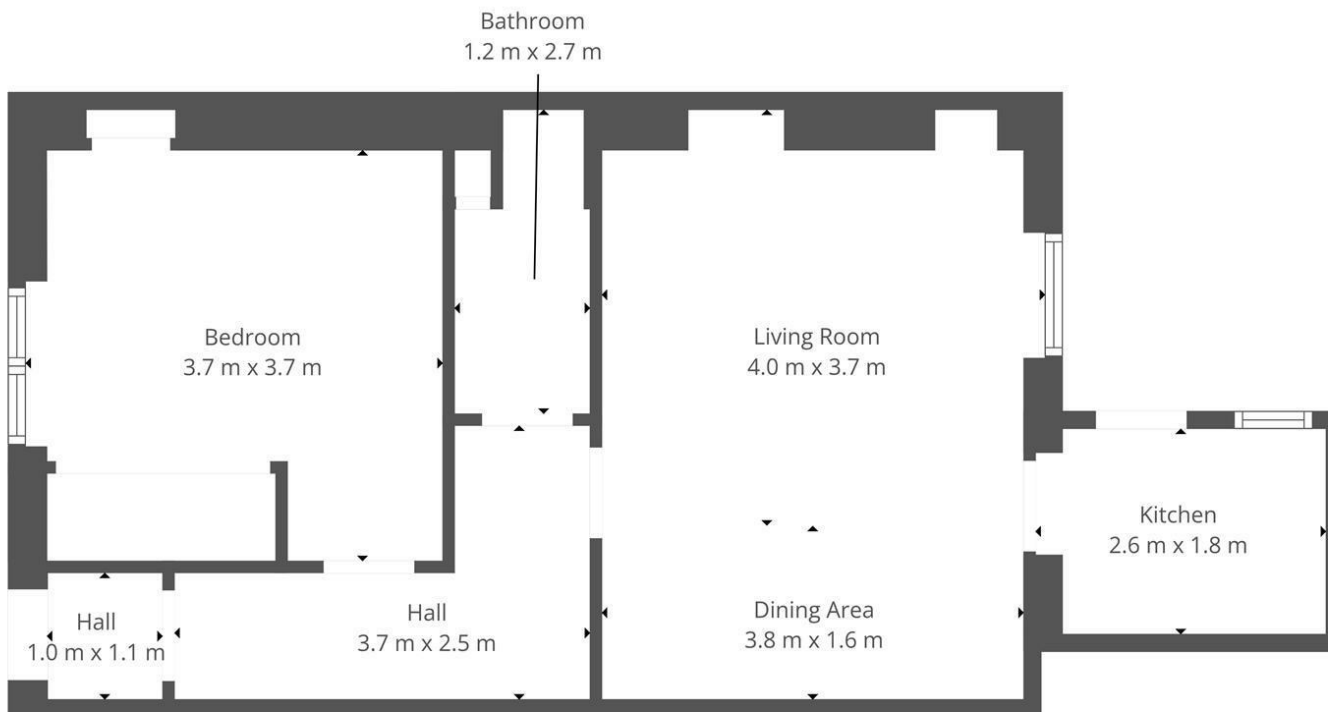 Bathroom
1.2 m x 2.7 m
Bedroom
3.7 m x 3.7 m
Living Room
4.0 m x 3.7 m
Kitchen
2.6 m x 1.8 m
Hall
1.0 m x 1.1 m
Hall
3.7 m x 2.5 m
Dining Area
3.8 m x 1.6 m